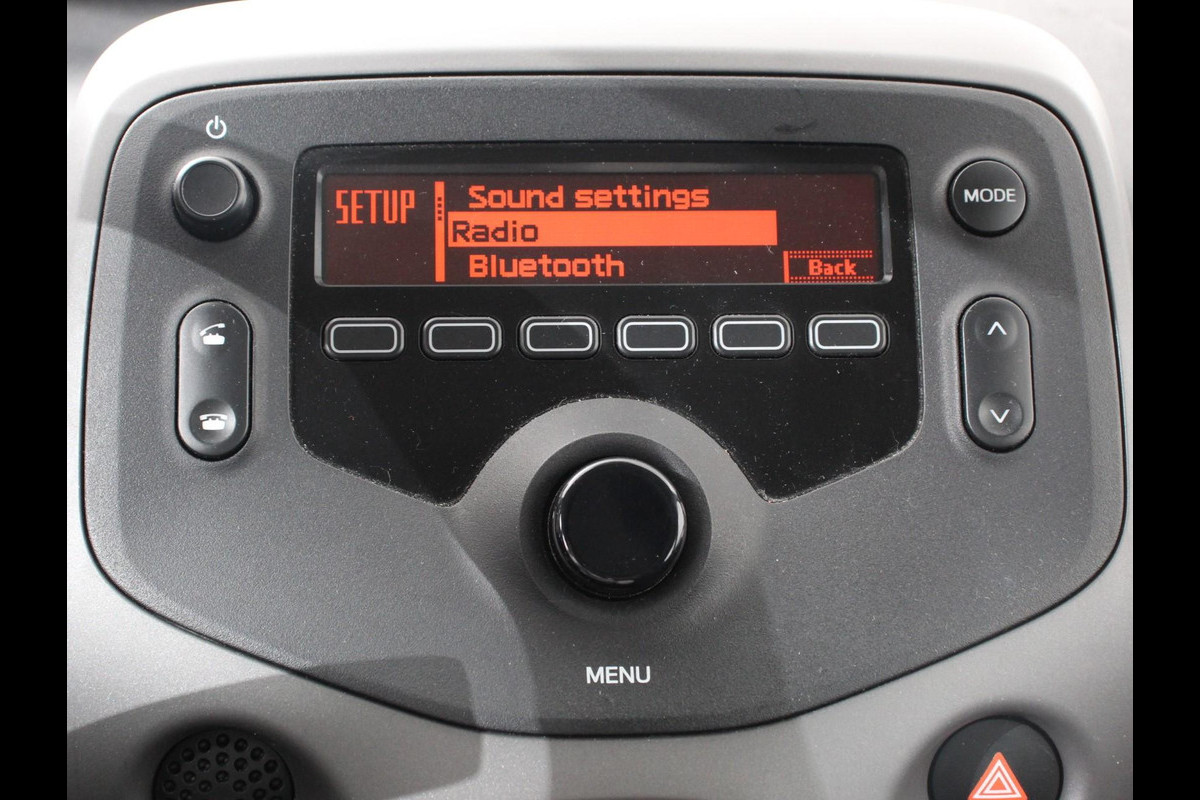 SETUP
Sound settings
Radio
Bluetooth
Back
MODE
MENU